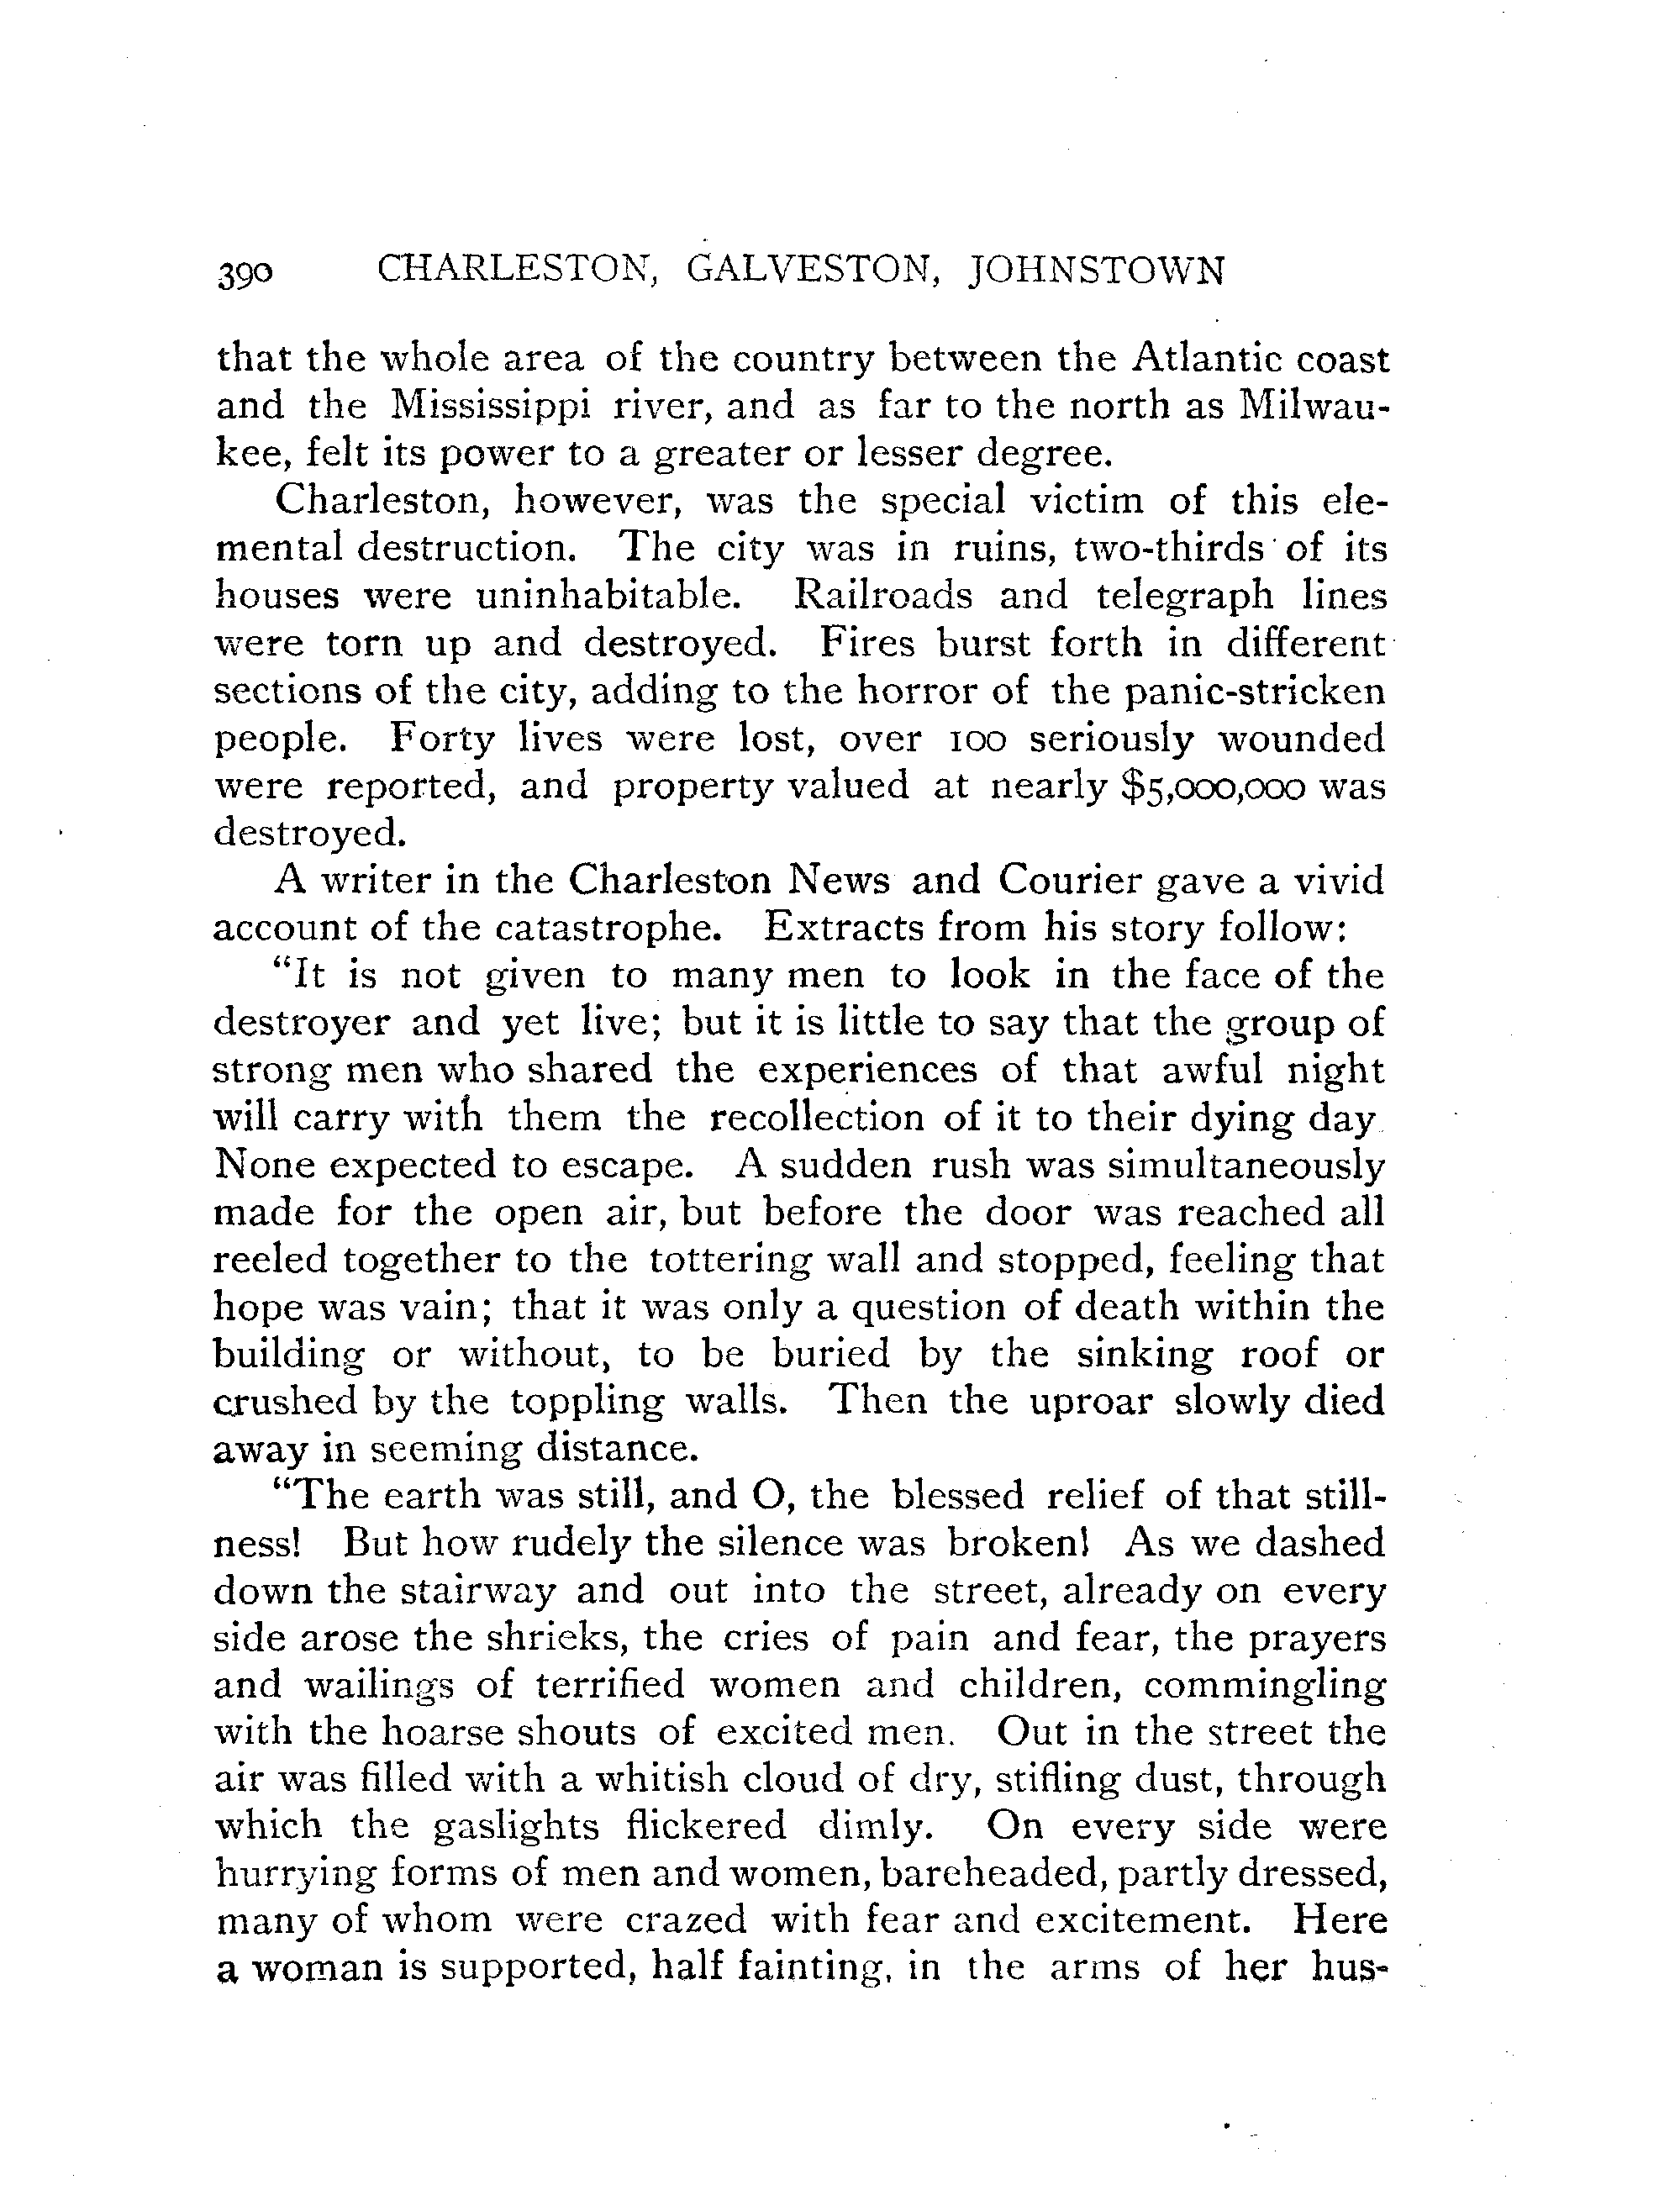 390 CHARLESTON, GALVESTON, JOHNSTOWN
that the whole area of the country between the Atlantic coast
and the Mississippi river, and as far to the north as Milwau-
kee, felt its power to a greater or lesser degree.
Charleston, however, was the special victim of this ele-
mental destruction. The city was in ruins, two-thirds of its
houses were uninhabitable. Railroads and telegraph lines
were torn up and destroyed. Fires burst forth in different
sections of the city, adding to the horror of the panic-stricken
people. Forty lives were lost, over 100 seriously wounded
were reported, and property valued at nearly $5,000,000 was
destroyed.
A writer in the Charleston News and Courier gave a vivid
account of the catastrophe. Extracts from his story follow:
"It is not given to many men to look in the face of the
destroyer and yet live; but it is little to say that the group of
strong men who shared the experiences of that awful night
will carry with them the recollection of it to their dying day
None expected to escape. A sudden rush was simultaneously
made for the open air, but before the door was reached all
reeled together to the tottering wall and stopped, feeling that
hope was vain; that it was only a question of death within the
building or without, to be buried by the sinking roof or
crushed by the toppling walls. Then the uproar slowly died
away in seeming distance.
"The earth was still, and O, the blessed relief of that still-
ness! But how rudely the silence was broken! As we dashed
down the stairway and out into the street, already on every
side arose the shrieks, the cries of pain and fear, the prayers
and wailings of terrified women and children, commingling
with the hoarse shouts of excited men. Out in the street the
air was filled with a whitish cloud of dry, stifling dust, through
which the gaslights flickered dimly. On every side were
hurrying forms of men and women, bareheaded, partly dressed,
many of whom were crazed with fear and excitement. Here
a woman is supported, half fainting, in the arms of her hus-